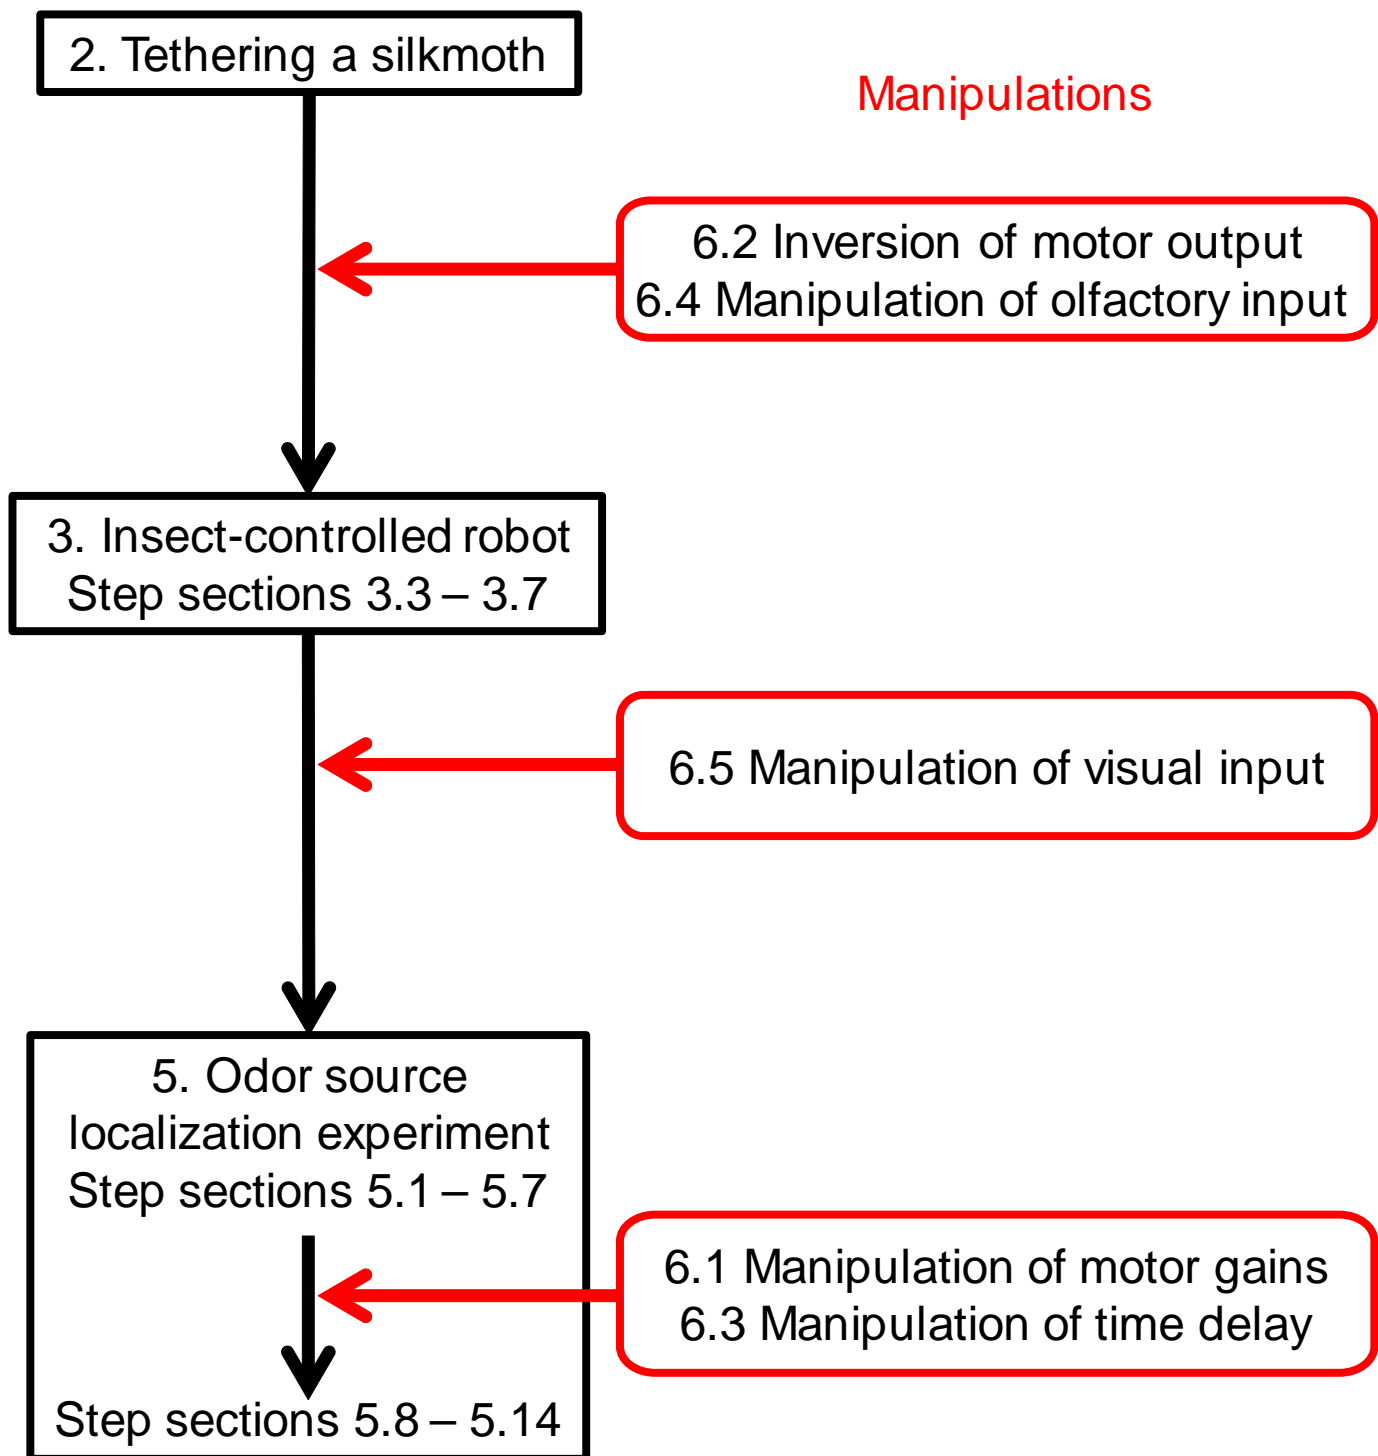 2. Tethering a silkmoth
Manipulations
6.2 Inversion of motor output
6.4 Manipulation of olfactory input
3. Insect-controlled robot
Step sections 3.3 – 3.7
6.5 Manipulation of visual input
5. Odor source
localization experiment
Step sections 5.1 – 5.7
6.1 Manipulation of motor gains
6.3 Manipulation of time delay
Step sections 5.8 – 5.14